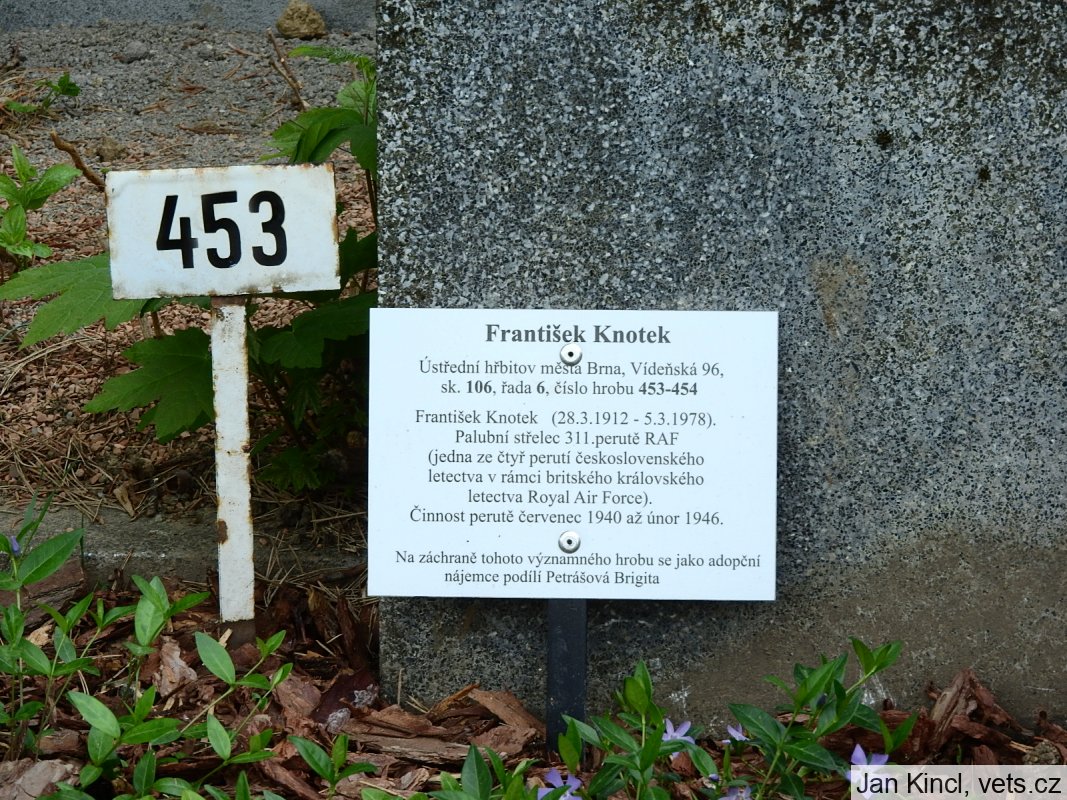 453
František Knotek
Ústřední hřbitov města Brna, Vídeňská 96,
sk. 106, řada 6, číslo hrobu 453-454
František Knotek (28.3.1912 - 5.3.1978).
Palubní střelec 311.perutě RAF
(jedna ze čtyř perutí československého
letectva v rámci britského královského
letectva Royal Air Force).
Činnost perutě červenec 1940 až únor 1946.
Na záchraně tohoto významného hrobu se jako adopční
nájemce podílí Petrášová Brigita
Jan Kincl, vets.cz